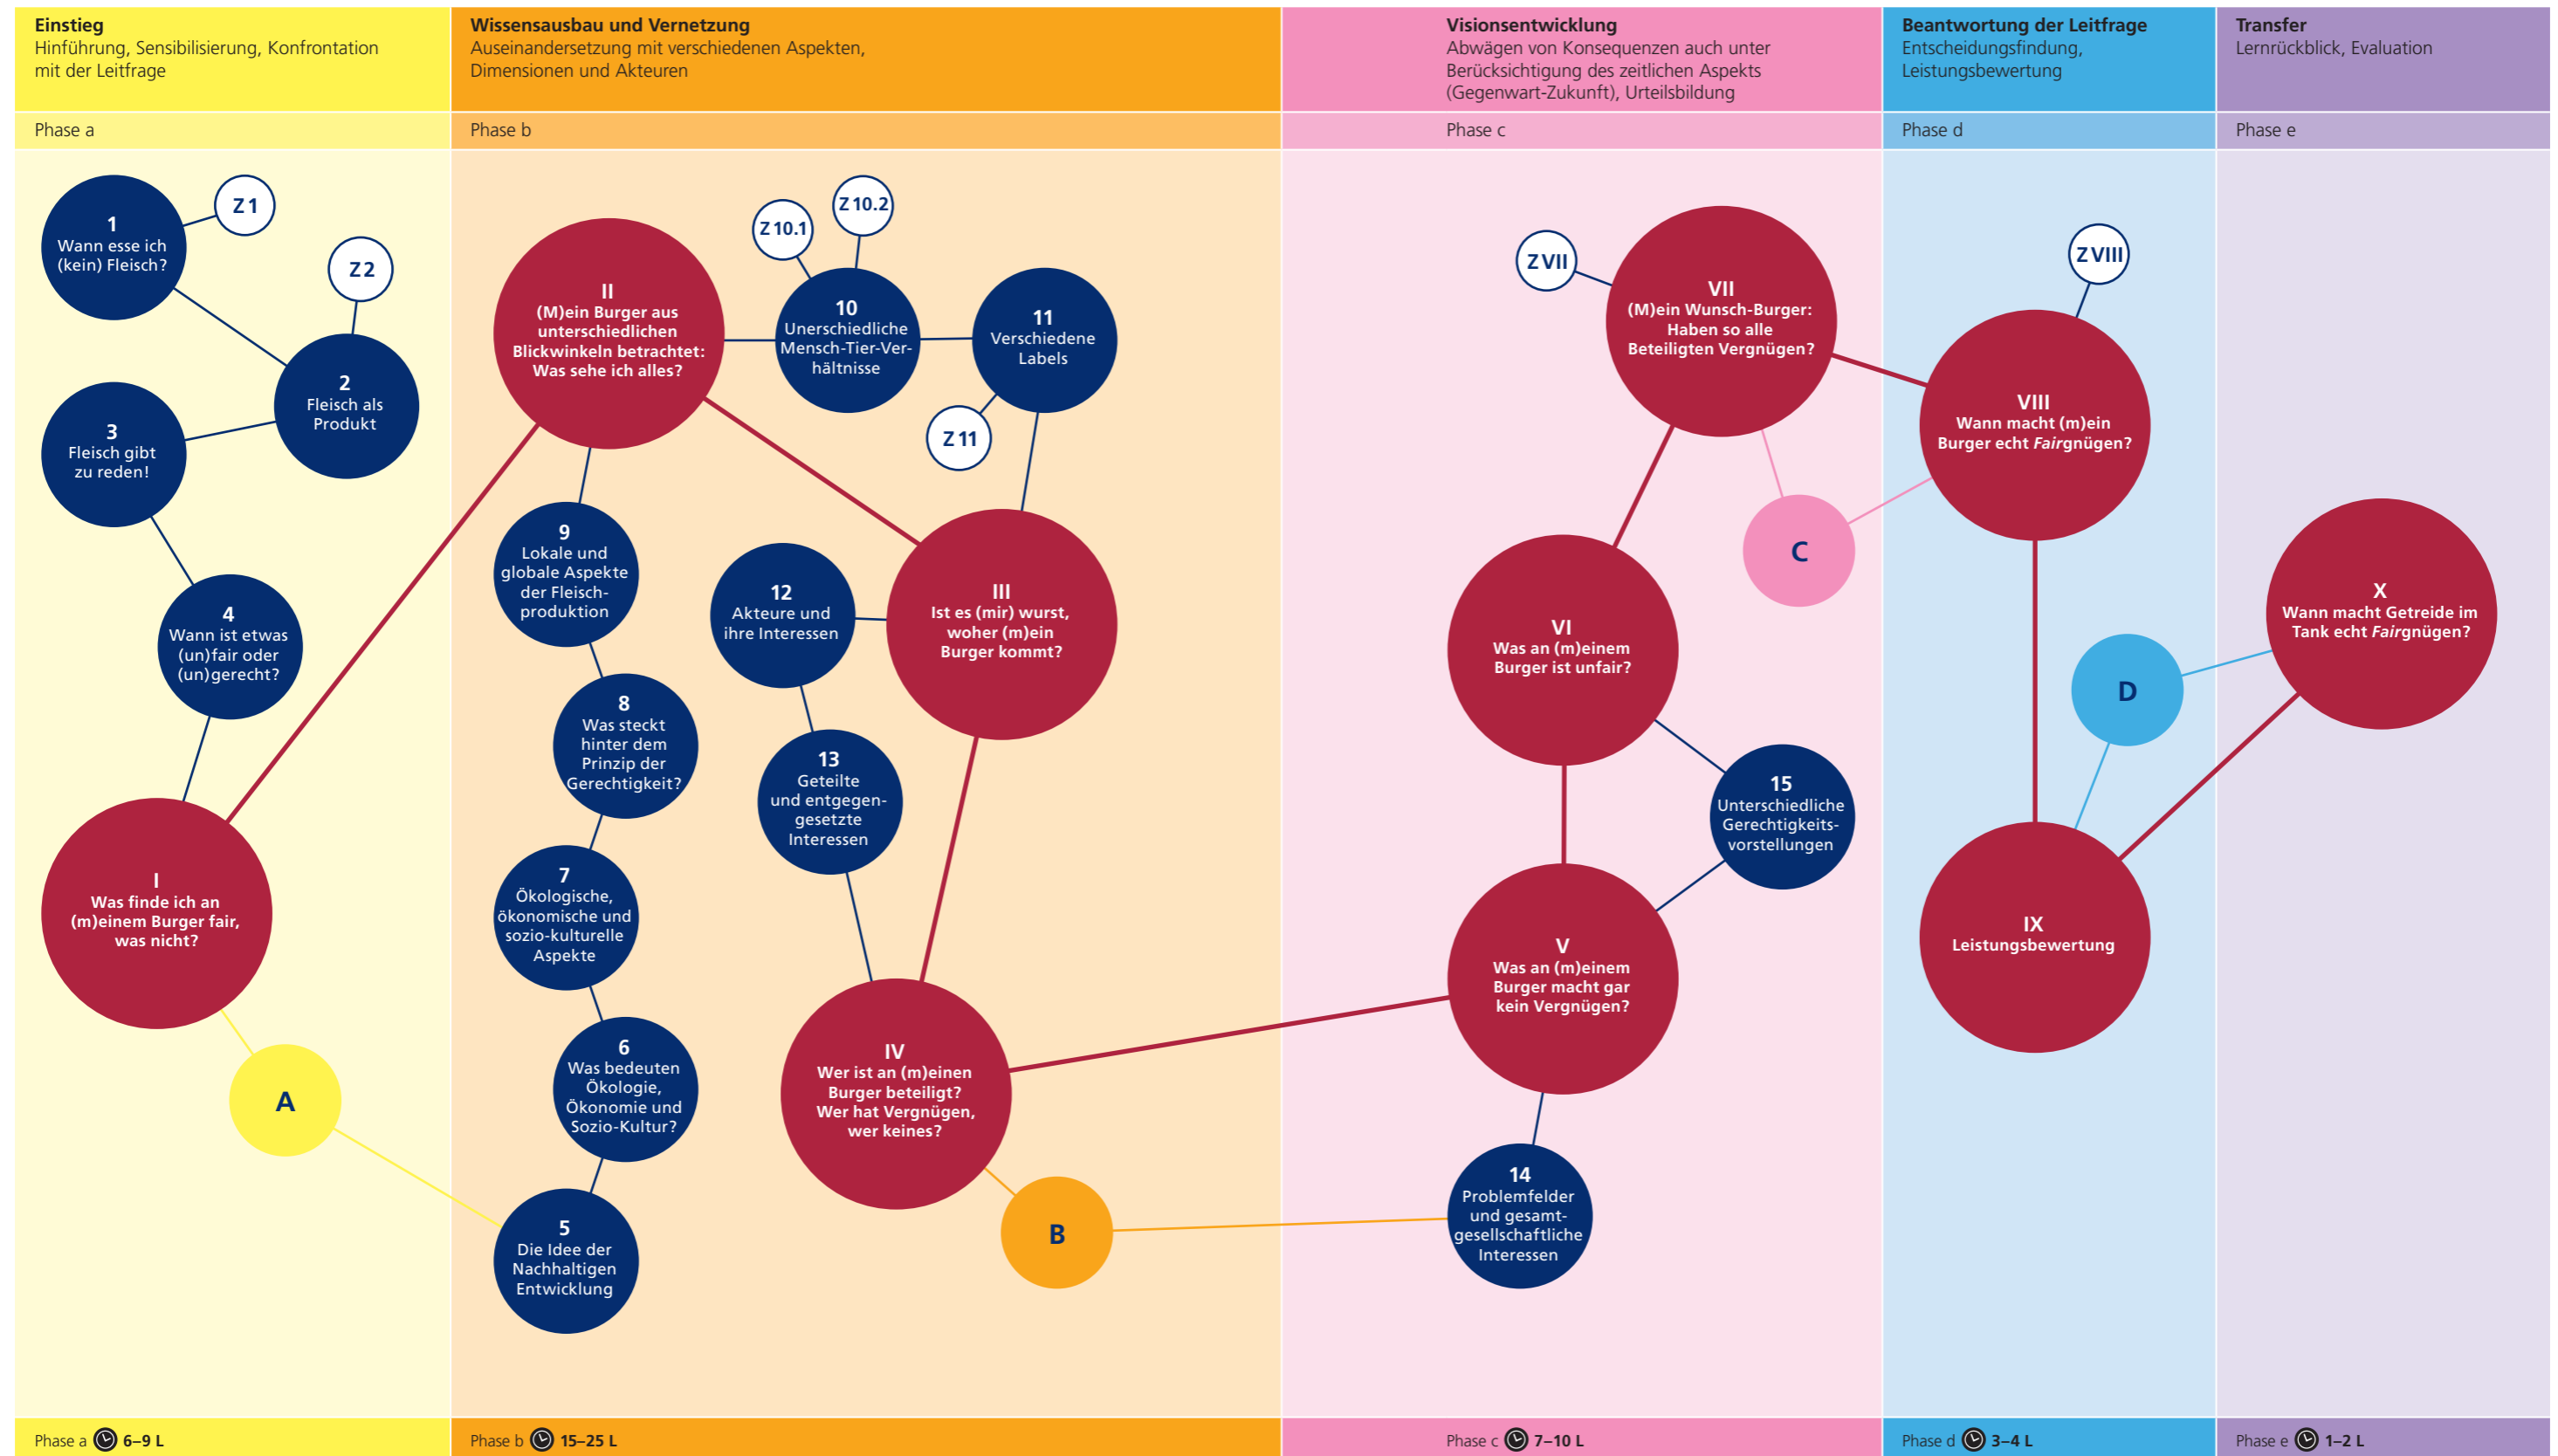 Einstieg
Hinführung, Sensibilisierung, Konfrontation
mit der Leitfrage
Wissensausbau und Vernetzung
Auseinandersetzung mit verschiedenen Aspekten,
Dimensionen und Akteuren
Visionsentwicklung
Abwägen von Konsequenzen auch unter
Berücksichtigung des zeitlichen Aspekts
(Gegenwart-Zukunft), Urteilsbildung
Beantwortung der Leitfrage
Entscheidungsfindung,
Leistungsbewertung
Transfer
Lernrückblick, Evaluation
Phase a
Phase b
Phase c
Phase d
Phase e
1
Wann esse ich
(kein) Fleisch?
Z 1
Z 2
2
Fleisch als
Produkt
3
Fleisch gibt
zu reden!
4
Wann ist etwas
(un)fair oder
(un)gerecht?
I
Was finde ich an
(m)einem Burger fair,
was nicht?
A
II
(M)ein Burger aus
unterschiedlichen
Blickwinkeln betrachtet:
Was sehe ich alles?
Z 10.1
Z 10.2
10
Unerschiedliche
Mensch-Tier-Ver-
hältnisse
11
Verschiedene
Labels
Z 11
9
Lokale und
globale Aspekte
der Fleisch-
produktion
12
Akteure und
ihre Interessen
III
Ist es (mir) wurst,
woher (m)ein
Burger kommt?
8
Was steckt
hinter dem
Prinzip der
Gerechtigkeit?
13
Geteilte
und entgegen-
gesetzte
Interessen
7
Ökologische,
ökonomische und
sozio-kulturelle
Aspekte
6
Was bedeuten
Ökologie,
Ökonomie und
Sozio-Kultur?
IV
Wer ist an (m)einen
Burger beteiligt?
Wer hat Vergnügen,
wer keines?
5
Die Idee der
Nachhaltigen
Entwicklung
B
Z VII
VII
(M)ein Wunsch-Burger:
Haben so alle
Beteiligten Vergnügen?
C
VI
Was an (m)einem
Burger ist unfair?
15
Unterschiedliche
Gerechtigkeits-
vorstellungen
V
Was an (m)einem
Burger macht gar
kein Vergnügen?
14
Problemfelder
und gesamt-
gesellschaftliche
Interessen
Z VIII
VIII
Wann macht (m)ein
Burger echt Fairgnügen?
D
IX
Leistungsbewertung
X
Wann macht Getreide im
Tank echt Fairgnügen?
Phase a 6–9 L
Phase b 15–25 L
Phase c 7–10 L
Phase d 3–4 L
Phase e 1–2 L